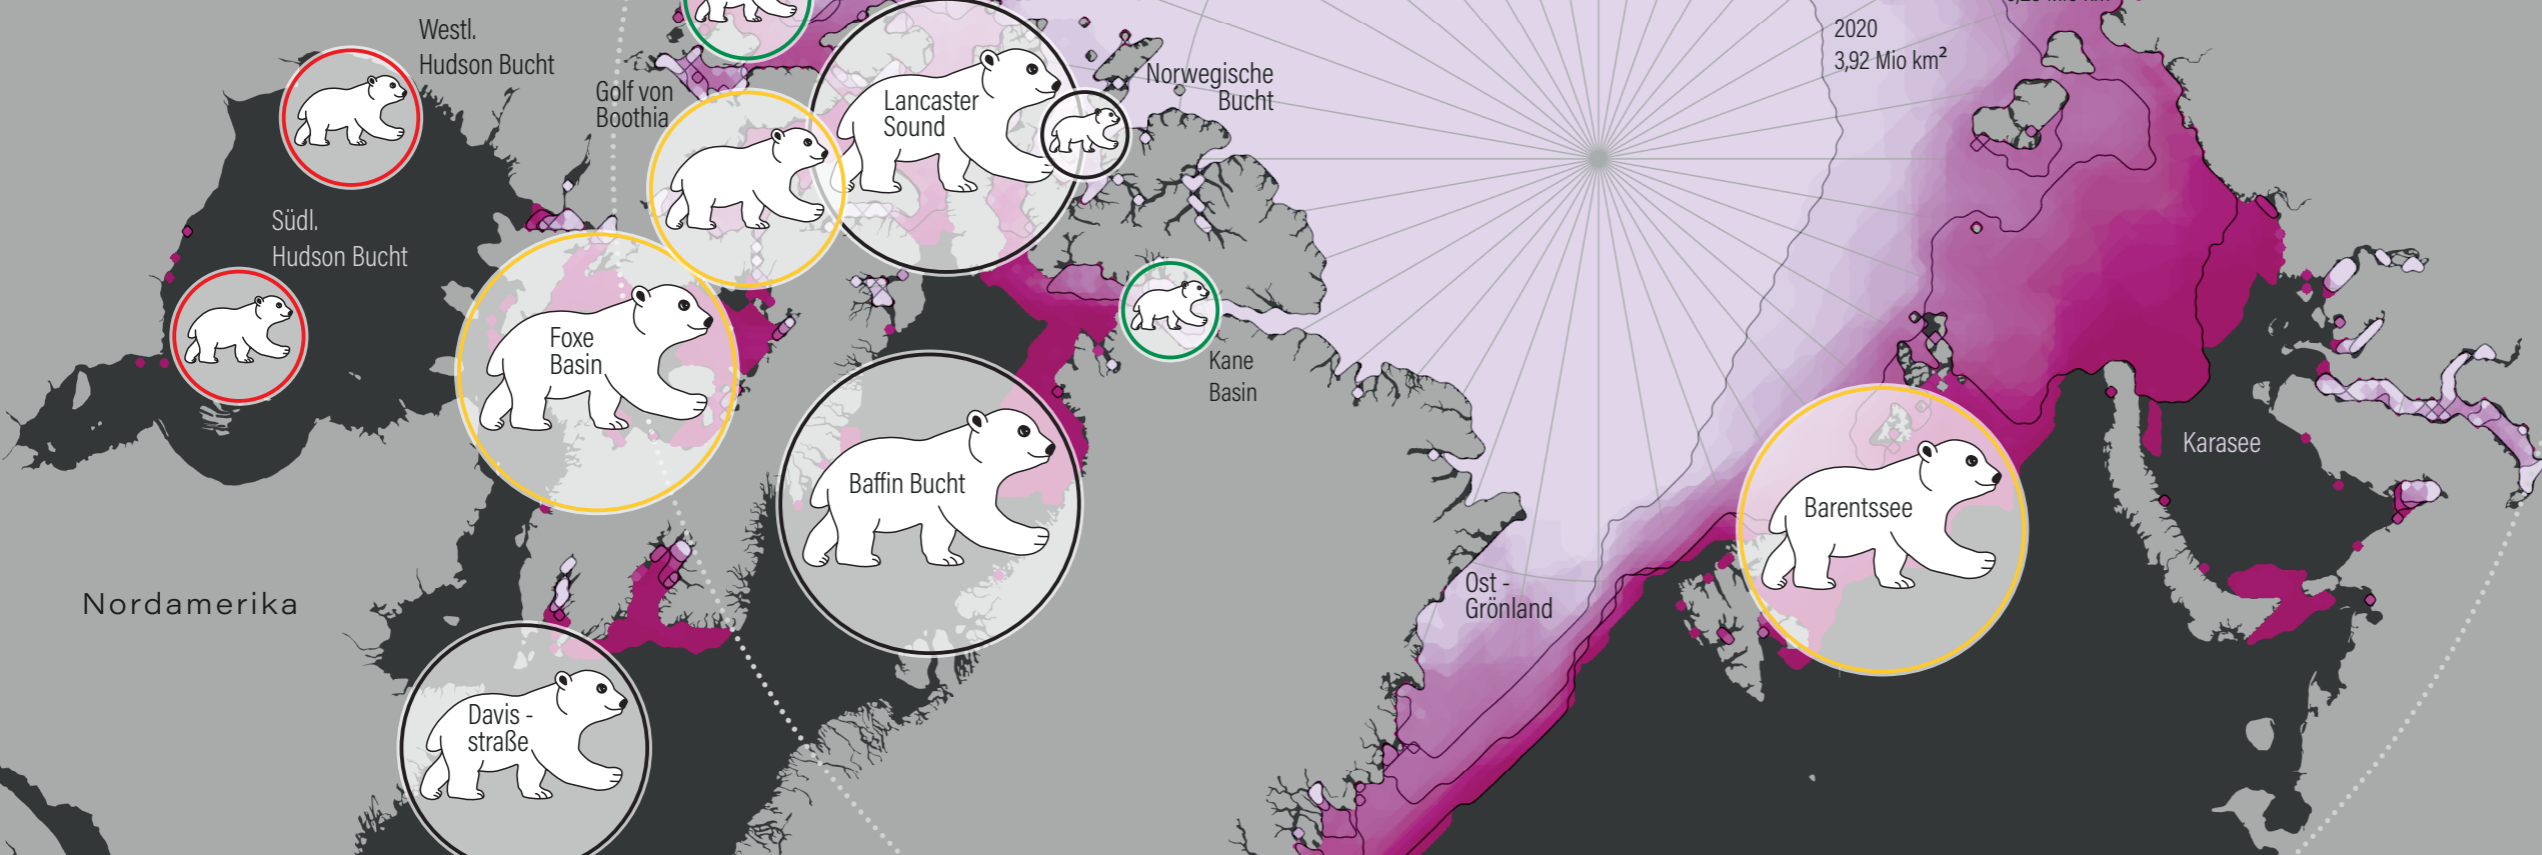 Westl.
Hudson Bucht
Golf von
Boothia
Lancaster
Sound
Norwegische
Bucht
2020
3,92 Mio km²
Südl.
Hudson Bucht
Foxe
Basin
Kane
Basin
Baffin Bucht
Barentssee
Karasee
Nordamerika
Ost -
Grönland
Davis -
straße